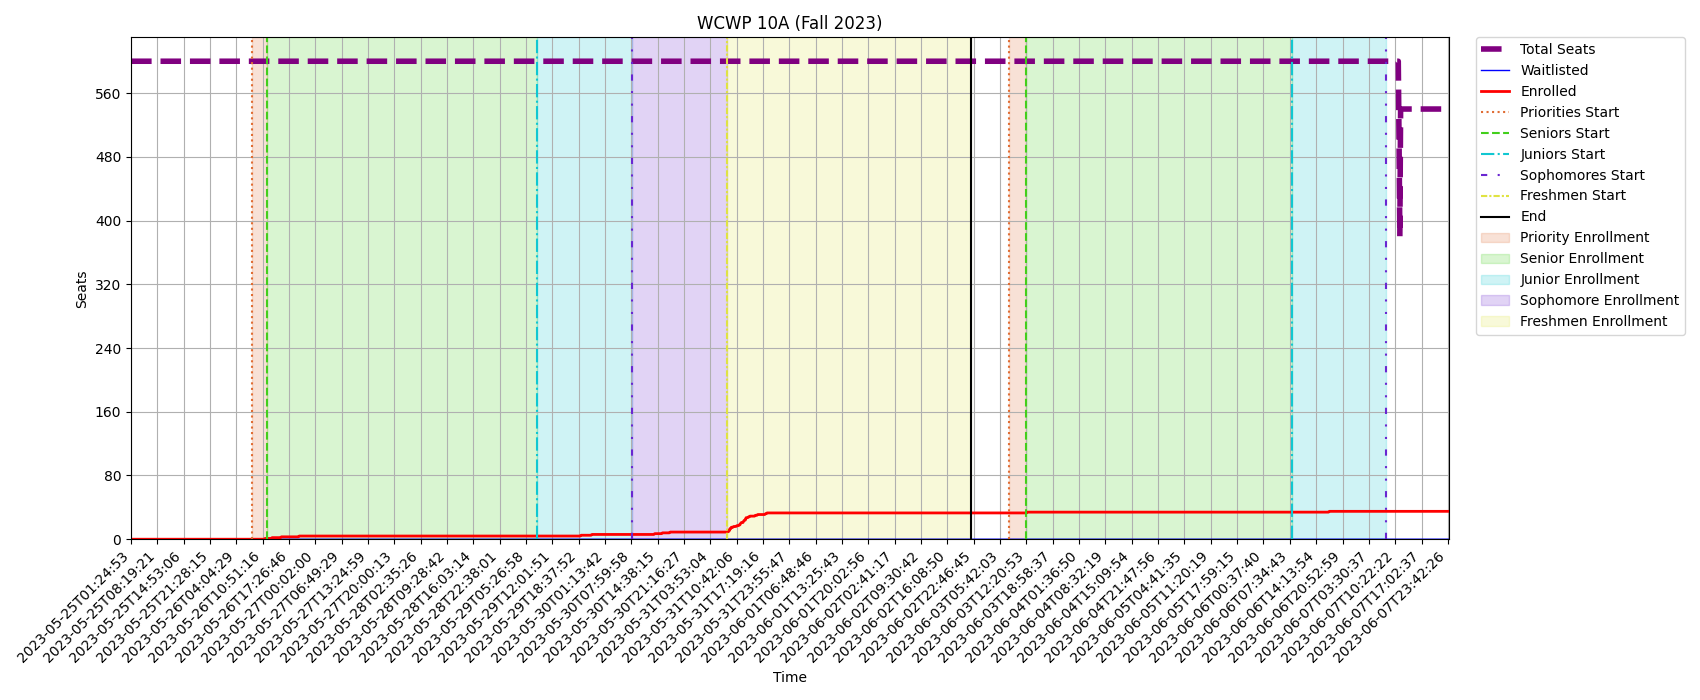 WCWP 10A (Fall 2023)
Total Seats
Waitlisted
Enrolled
Priorities Start
Seniors Start
Juniors Start
Sophomores Start
Freshmen Start
End
Priority Enrollment
Senior Enrollment
Junior Enrollment
Sophomore Enrollment
Freshmen Enrollment
Seats
560
480
400
320
240
160
80
0
2023-05-25T01:24:53
2023-05-25T08:19:21
2023-05-25T14:53:06
2023-05-25T21:28:15
2023-05-26T04:04:29
2023-05-26T10:51:16
2023-05-26T17:26:46
2023-05-27T00:02:00
2023-05-27T06:49:29
2023-05-27T13:24:59
2023-05-27T20:00:13
2023-05-28T02:35:26
2023-05-28T09:28:42
2023-05-28T16:03:14
2023-05-28T22:38:01
2023-05-29T05:26:58
2023-05-29T12:01:51
2023-05-29T18:37:52
2023-05-30T01:13:42
2023-05-30T07:59:58
2023-05-30T14:38:15
2023-05-30T21:16:27
2023-05-31T03:53:04
2023-05-31T10:42:06
2023-05-31T17:19:16
2023-05-31T23:55:47
2023-06-01T06:48:46
2023-06-01T13:25:43
2023-06-01T20:02:56
2023-06-02T02:41:17
2023-06-02T09:30:42
2023-06-02T16:08:50
2023-06-02T22:46:45
2023-06-03T05:42:03
2023-06-03T12:20:53
2023-06-03T18:58:37
2023-06-04T01:36:50
2023-06-04T08:32:19
2023-06-04T15:09:54
2023-06-04T21:47:56
2023-06-05T04:41:35
2023-06-05T11:20:19
2023-06-05T17:59:15
2023-06-06T00:37:40
2023-06-06T07:34:43
2023-06-06T14:13:54
2023-06-06T20:52:59
2023-06-07T03:30:37
2023-06-07T10:22:22
2023-06-07T17:02:37
2023-06-07T23:42:26
Time